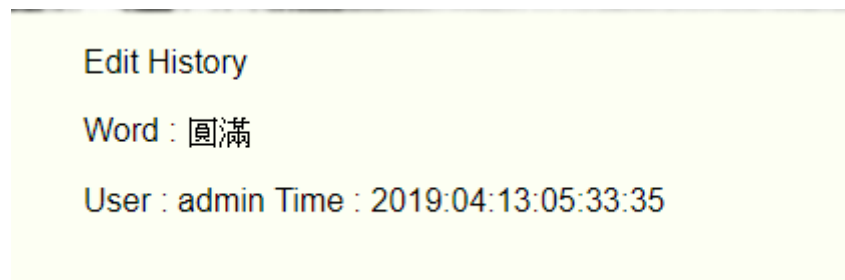 Edit History
Word : 圓滿
User : admin Time : 2019:04:13:05:33:35